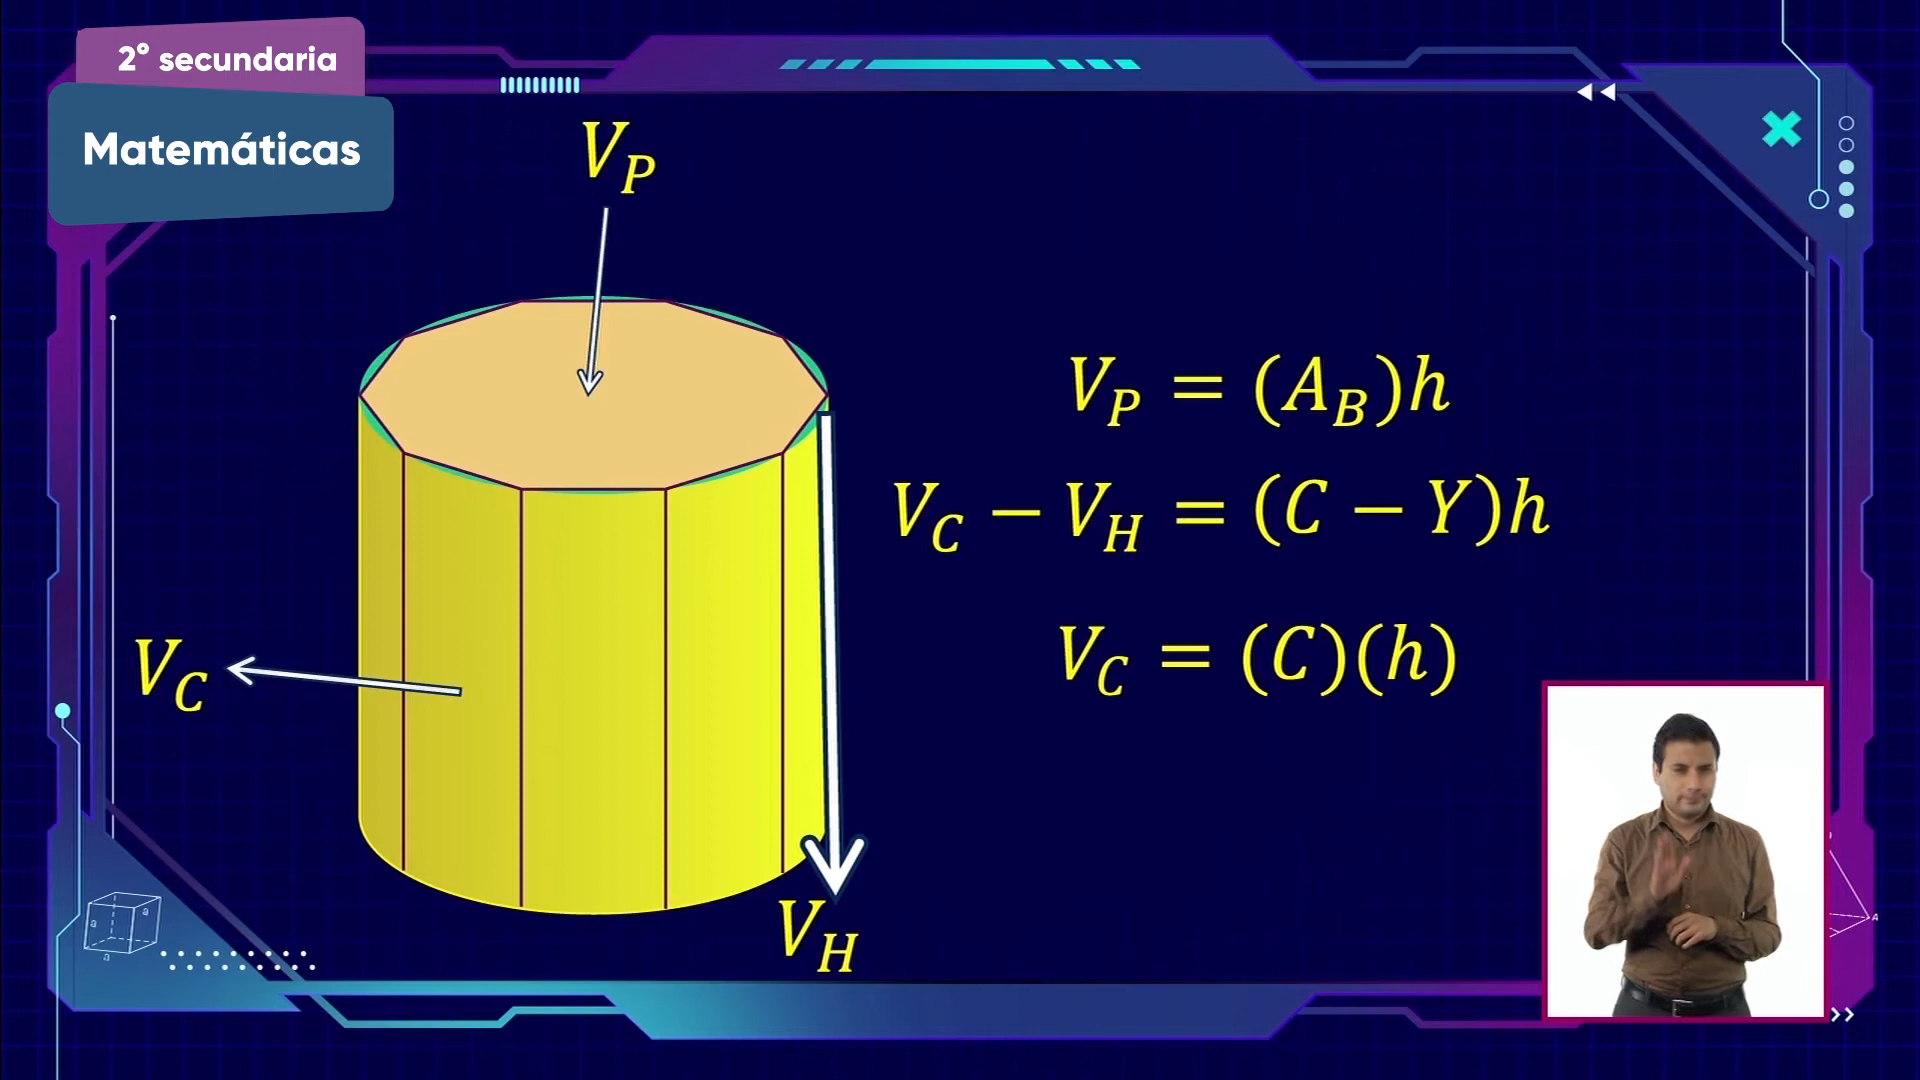 2° secundaria
Matemáticas
V_P
V_P = (A_B)h
V_C − V_H = (C − Y)h
V_C = (C)(h)
V_C
V_H
a
a
a
A